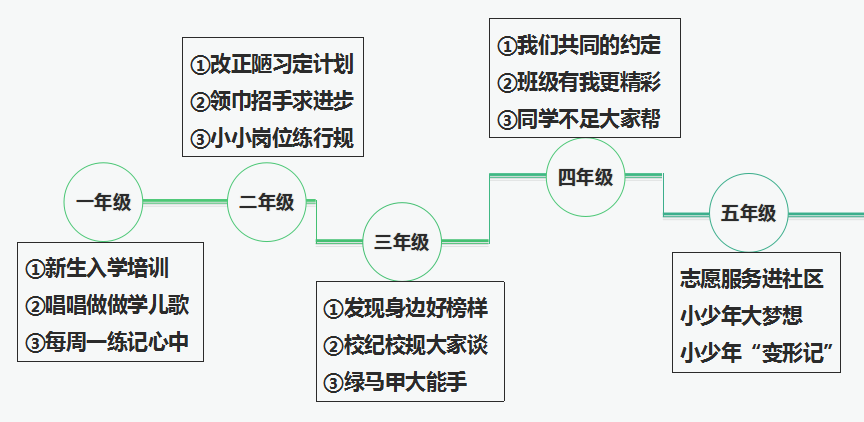 一年级
①新生入学培训
②唱唱做做学儿歌
③每周一练记心中
二年级
①改正陋习定计划
②领巾招手求进步
③小小岗位练行规
三年级
①发现身边好榜样
②校纪校规大家谈
③绿马甲大能手
四年级
①我们共同的约定
②班级有我更精彩
③同学不足大家帮
五年级
志愿服务进社区
小少年大梦想
小少年“变形记”